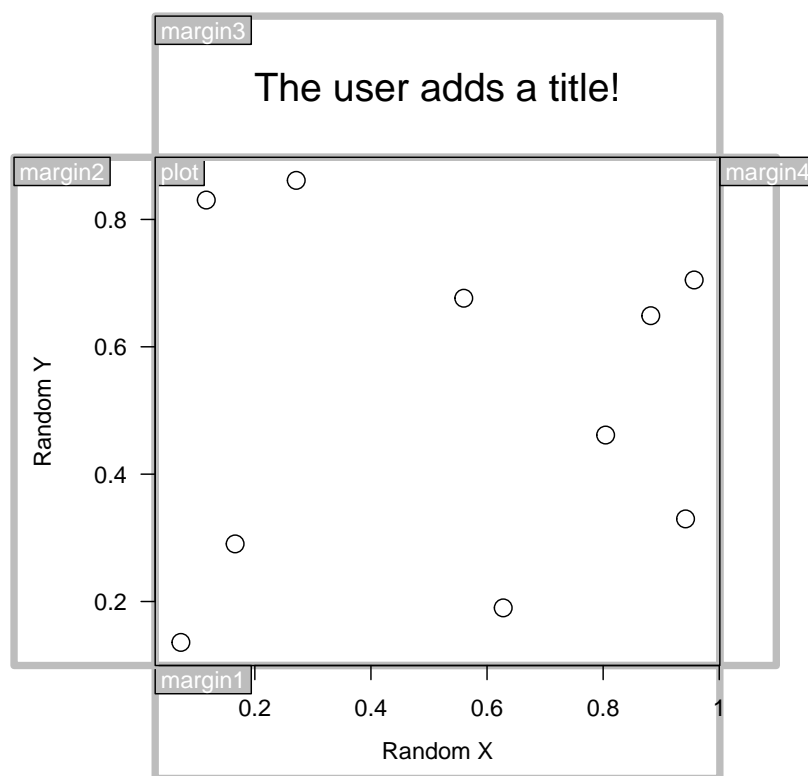 margin3
The user adds a title!
margin2
plot
margin4
0.8
0.6
0.4
0.2
Random Y
margin1
0.2 0.4 0.6 0.8 1
Random X